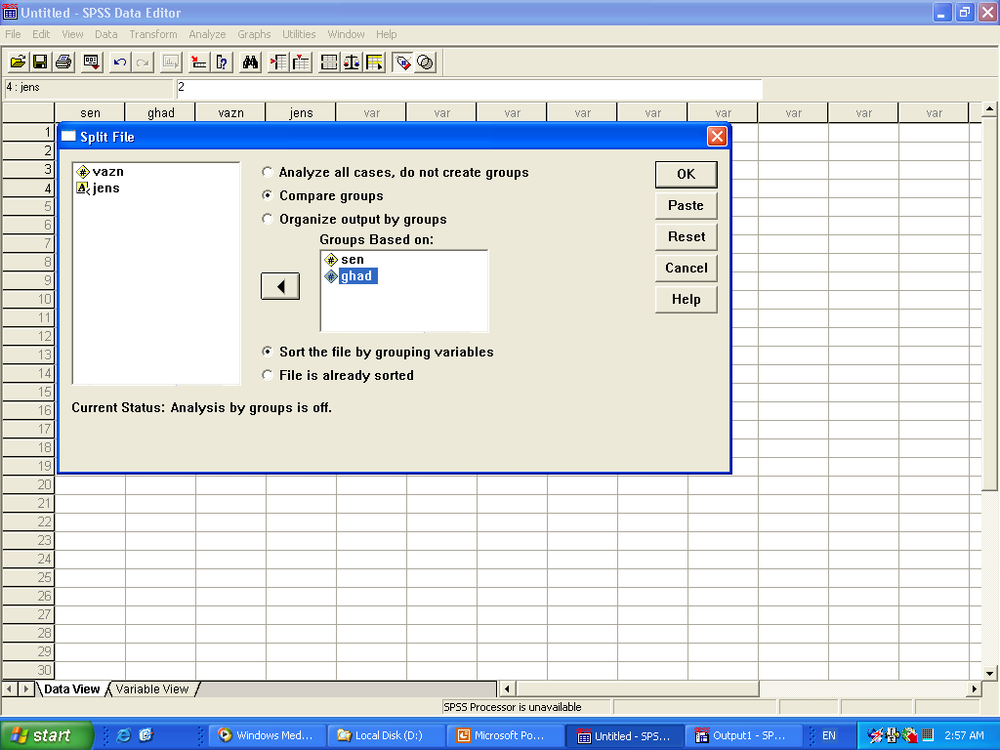 Untitled - SPSS Data Editor
File Edit View Data Transform Analyze Graphs Utilities Window Help
4 : jens 2
sen ghad vazn jens var var var var var var var var var
1
2
3
4
5
6
7
8
9
10
11
12
13
14
15
16
17
18
19
20
21
22
23
24
25
26
27
28
29
30
Split File
vazn
jens
Analyze all cases, do not create groups
Compare groups
Organize output by groups
Groups Based on:
sen
ghad
Sort the file by grouping variables
File is already sorted
Current Status: Analysis by groups is off.
OK
Paste
Reset
Cancel
Help
Data View Variable View
SPSS Processor is unavailable
start Windows Med... Local Disk (D:) Microsoft Po... Untitled - SPS... Output1 - SP... EN 2:57 AM